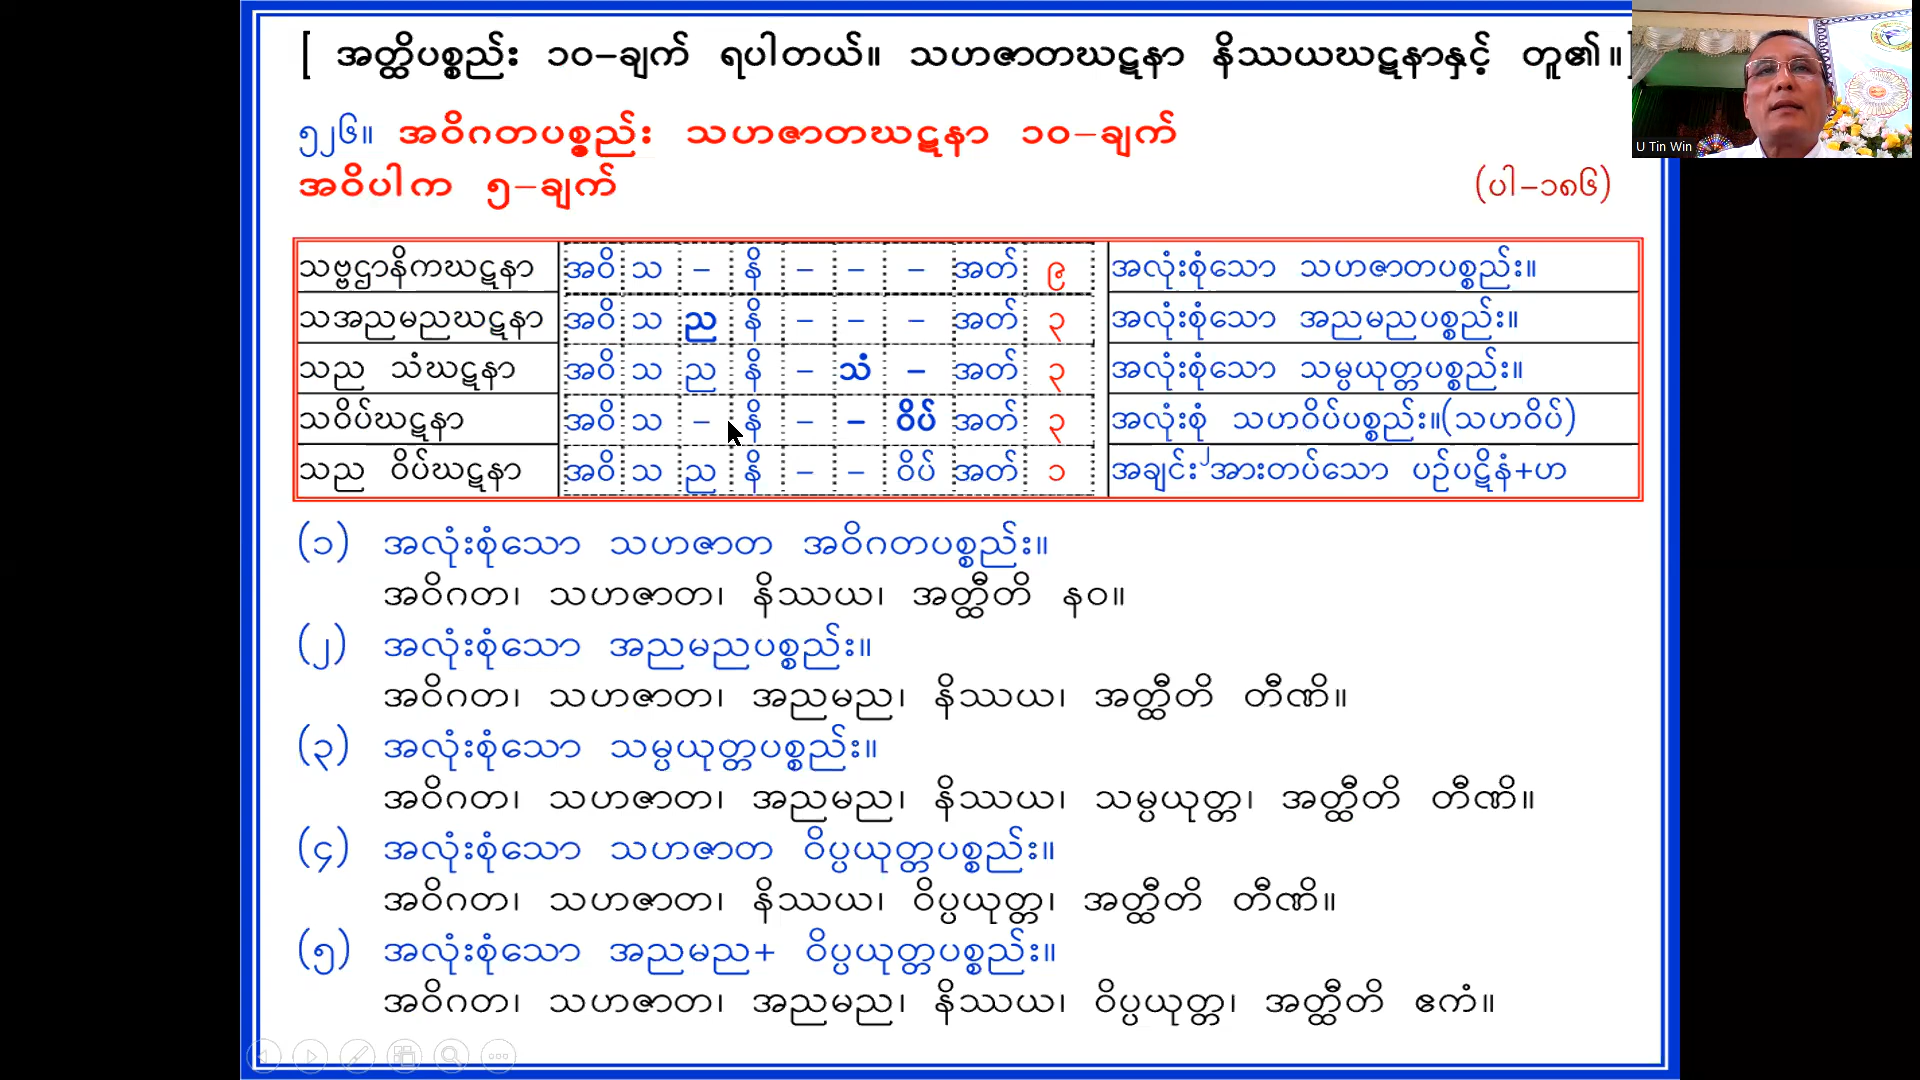 [ အတ္ထိပစ္စည်း ၁၀–ချက် ရပါတယ်။ သဟဇာတဃဋနာ နိဿယဃဋနာနှင့် တူ၏။]
၅၂၆။ အဝိဂတပစ္စည်း သဟဇာတဃဋနာ ၁၀–ချက်
အဝိပါက ၅–ချက် (ပါ–၁၈၆)
သဗ္ဗဌာနိကဃဋနာ အဝိ သ – နိ – – – အတ် ၉ အလုံးစုံသော သဟဇာတပစ္စည်း။
သအညမညဃဋနာ အဝိ သ ည နိ – – – အတ် ၃ အလုံးစုံသော အညမညပစ္စည်း။
သည သံဃဋနာ အဝိ သ ည နိ – သံ – အတ် ၃ အလုံးစုံသော သမ္ပယုတ္တပစ္စည်း။
သဝိပ်ဃဋနာ အဝိ သ – နိ – – ဝိပ် အတ် ၃ အလုံးစုံ သဟဝိပ်ပစ္စည်း။(သဟဝိပ်)
သည ဝိပ်ဃဋနာ အဝိ သ ည နိ – – ဝိပ် အတ် ၁ အချင်းအားတပ်သော ပဉ်ပဋိနံ+ဟ
(၁) အလုံးစုံသော သဟဇာတ အဝိဂတပစ္စည်း။
အဝိဂတ၊ သဟဇာတ၊ နိဿယ၊ အတ္ထီတိ နဝ။
(၂) အလုံးစုံသော အညမညပစ္စည်း။
အဝိဂတ၊ သဟဇာတ၊ အညမည၊ နိဿယ၊ အတ္ထီတိ တီဏိ။
(၃) အလုံးစုံသော သမ္ပယုတ္တပစ္စည်း။
အဝိဂတ၊ သဟဇာတ၊ အညမည၊ နိဿယ၊ သမ္ပယုတ္တ၊ အတ္ထီတိ တီဏိ။
(၄) အလုံးစုံသော သဟဇာတ ဝိပ္ပယုတ္တပစ္စည်း။
အဝိဂတ၊ သဟဇာတ၊ နိဿယ၊ ဝိပ္ပယုတ္တ၊ အတ္ထီတိ တီဏိ။
(၅) အလုံးစုံသော အညမည+ ဝိပ္ပယုတ္တပစ္စည်း။
အဝိဂတ၊ သဟဇာတ၊ အညမည၊ နိဿယ၊ ဝိပ္ပယုတ္တ၊ အတ္ထီတိ ဧကံ။
U Tin Win